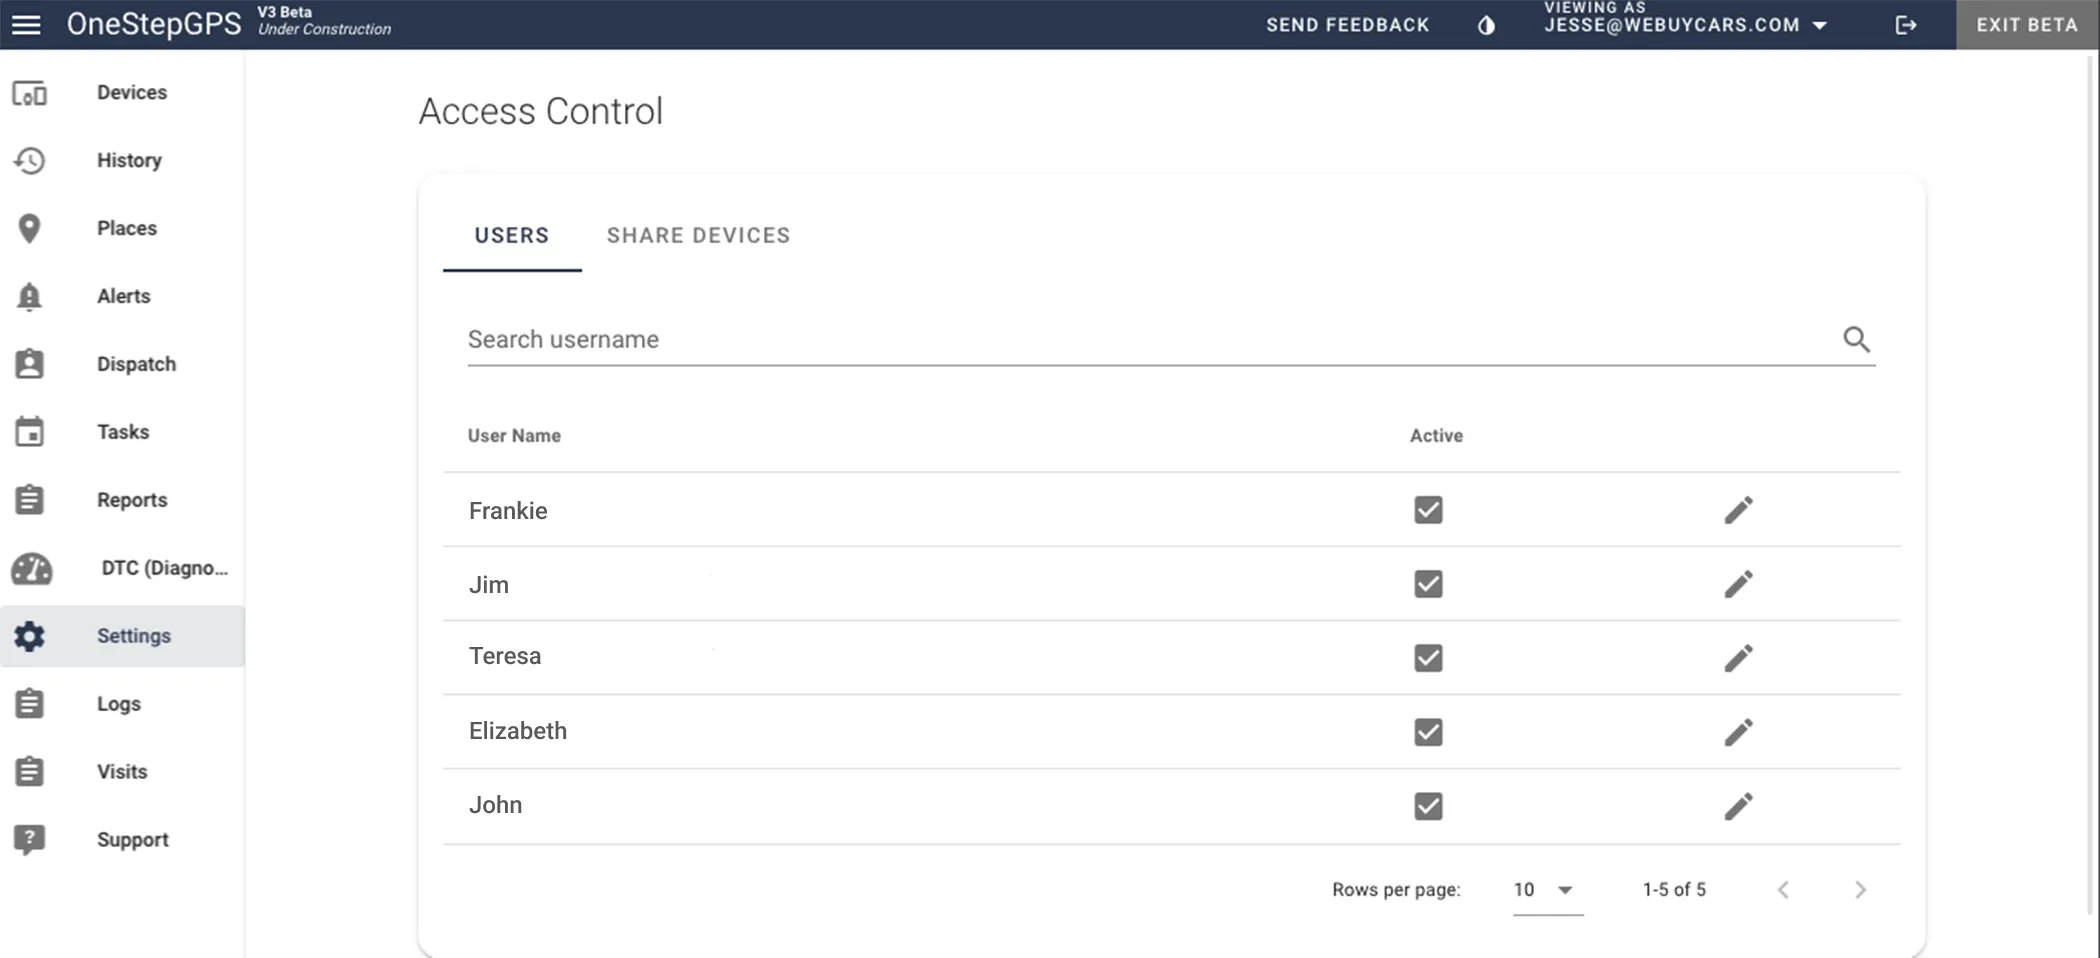 OneStepGPS
V3 Beta
Under Construction
SEND FEEDBACK
VIEWING AS
JESSE@WEBUYCARS.COM
EXIT BETA
Devices
History
Places
Alerts
Dispatch
Tasks
Reports
DTC (Diagno...
Settings
Logs
Visits
Support
Access Control
USERS SHARE DEVICES
Search username
User Name Active
Frankie
Jim
Teresa
Elizabeth
John
Rows per page: 10 1-5 of 5